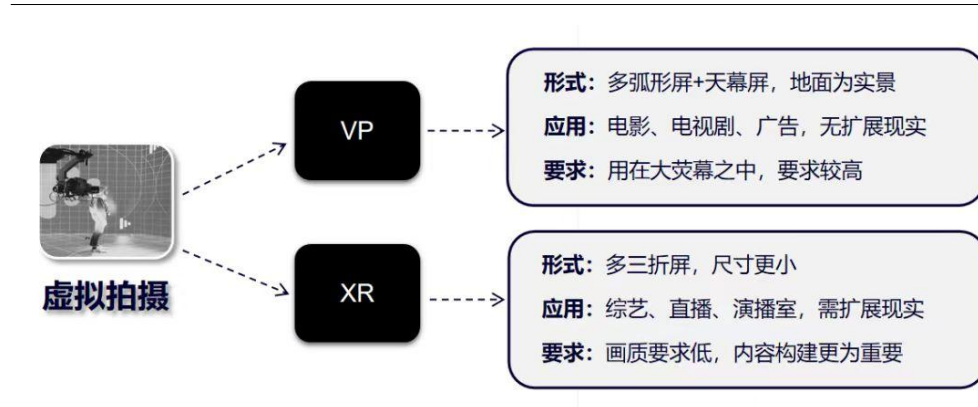 虚拟拍摄
VP
形式：多弧形屏+天幕屏，地面为实景
应用：电影、电视剧、广告，无扩展现实
要求：用在大荧幕之中，要求较高
XR
形式：多三折屏，尺寸更小
应用：综艺、直播、演播室，需扩展现实
要求：画质要求低，内容构建更为重要